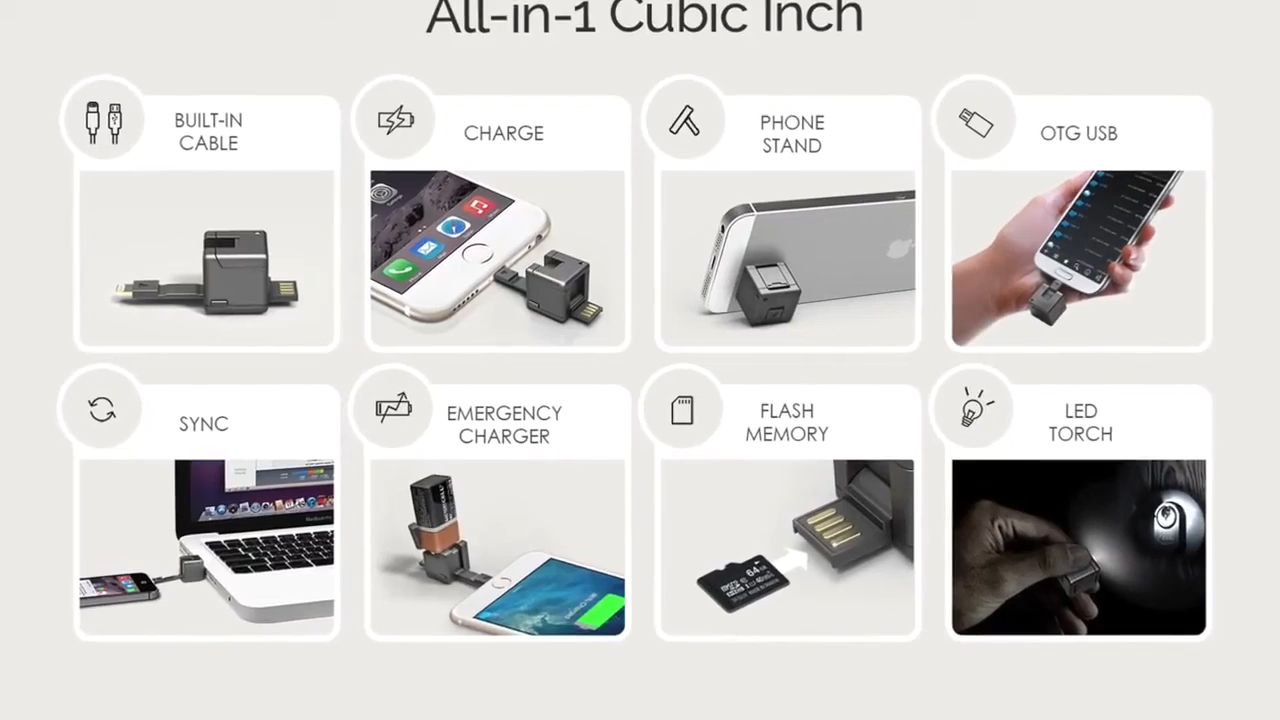 All-in-1 Cubic Inch
BUILT-IN
CABLE
CHARGE
PHONE
STAND
OTG USB
SYNC
EMERGENCY
CHARGER
FLASH
MEMORY
LED
TORCH
64